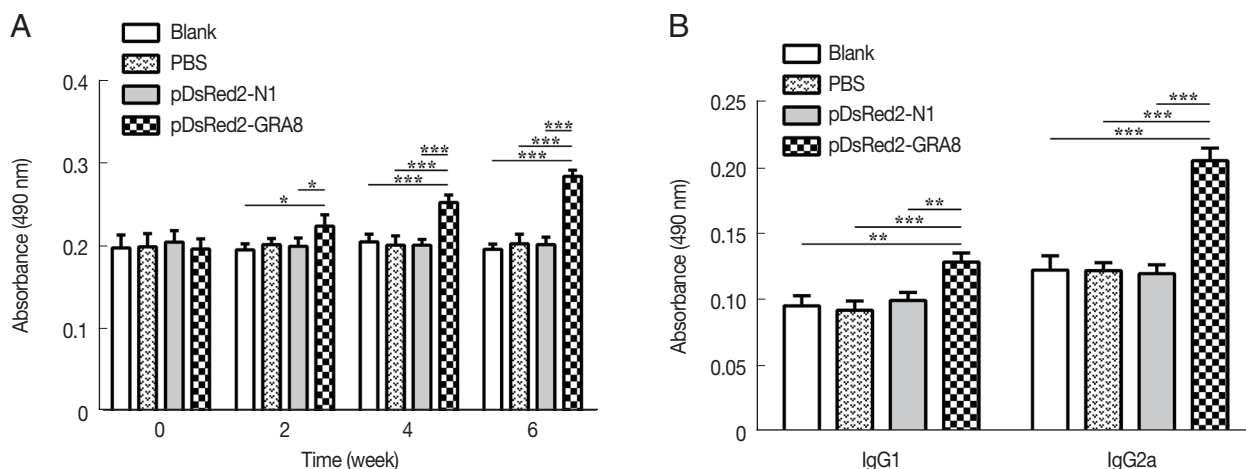 A
Blank
PBS
pDsRed2-N1
pDsRed2-GRA8
0.4
0.3
0.2
0.1
0
Absorbance (490 nm)
*
*
***
***
***
***
***
***
0
2
4
6
Time (week)
B
Blank
PBS
pDsRed2-N1
pDsRed2-GRA8
0.25
0.20
0.15
0.10
0.05
0
Absorbance (490 nm)
**
***
**
***
***
***
IgG1
IgG2a